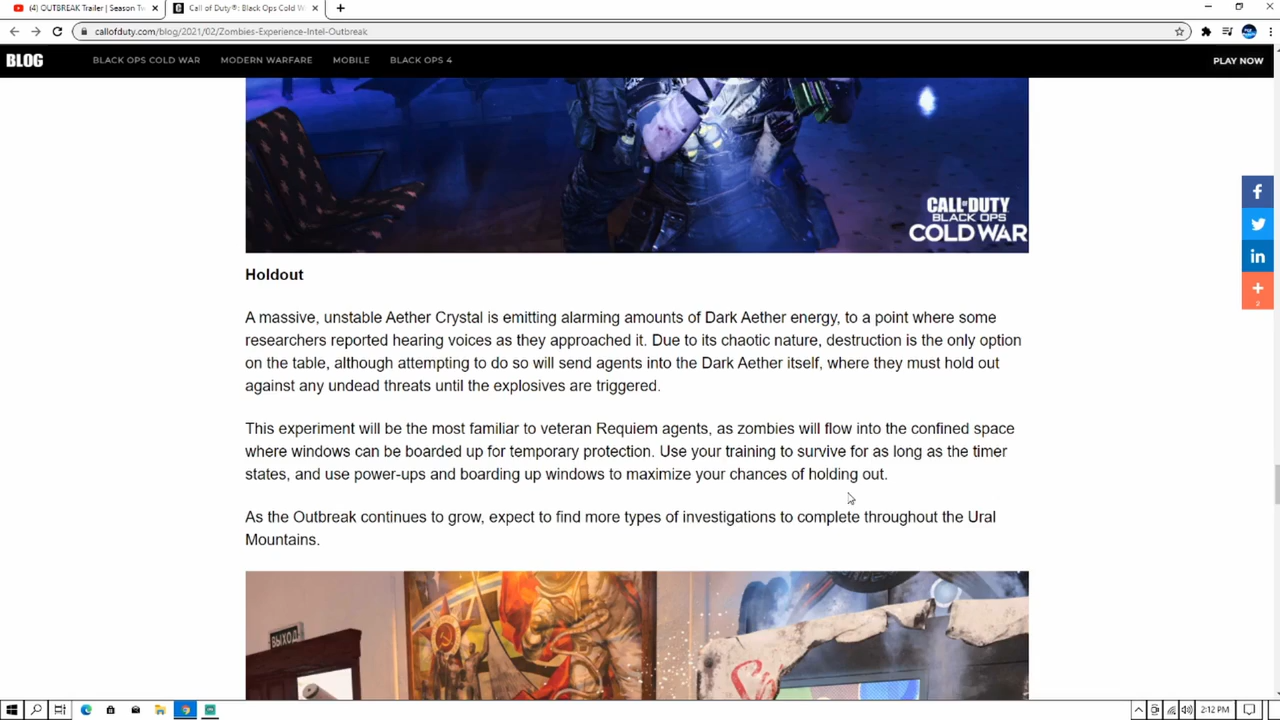 (4) OUTBREAK Trailer | Season Tw
Call of Duty®: Black Ops Cold W
callofduty.com/blog/2021/02/Zombies-Experience-Intel-Outbreak
BLOG BLACK OPS COLD WAR MODERN WARFARE MOBILE BLACK OPS 4 PLAY NOW
CALL OF DUTY
BLACK OPS
COLD WAR
Holdout
A massive, unstable Aether Crystal is emitting alarming amounts of Dark Aether energy, to a point where some
researchers reported hearing voices as they approached it. Due to its chaotic nature, destruction is the only option
on the table, although attempting to do so will send agents into the Dark Aether itself, where they must hold out
against any undead threats until the explosives are triggered.
This experiment will be the most familiar to veteran Requiem agents, as zombies will flow into the confined space
where windows can be boarded up for temporary protection. Use your training to survive for as long as the timer
states, and use power-ups and boarding up windows to maximize your chances of holding out.
As the Outbreak continues to grow, expect to find more types of investigations to complete throughout the Ural
Mountains.
ВЫХОД
2
2:12 PM